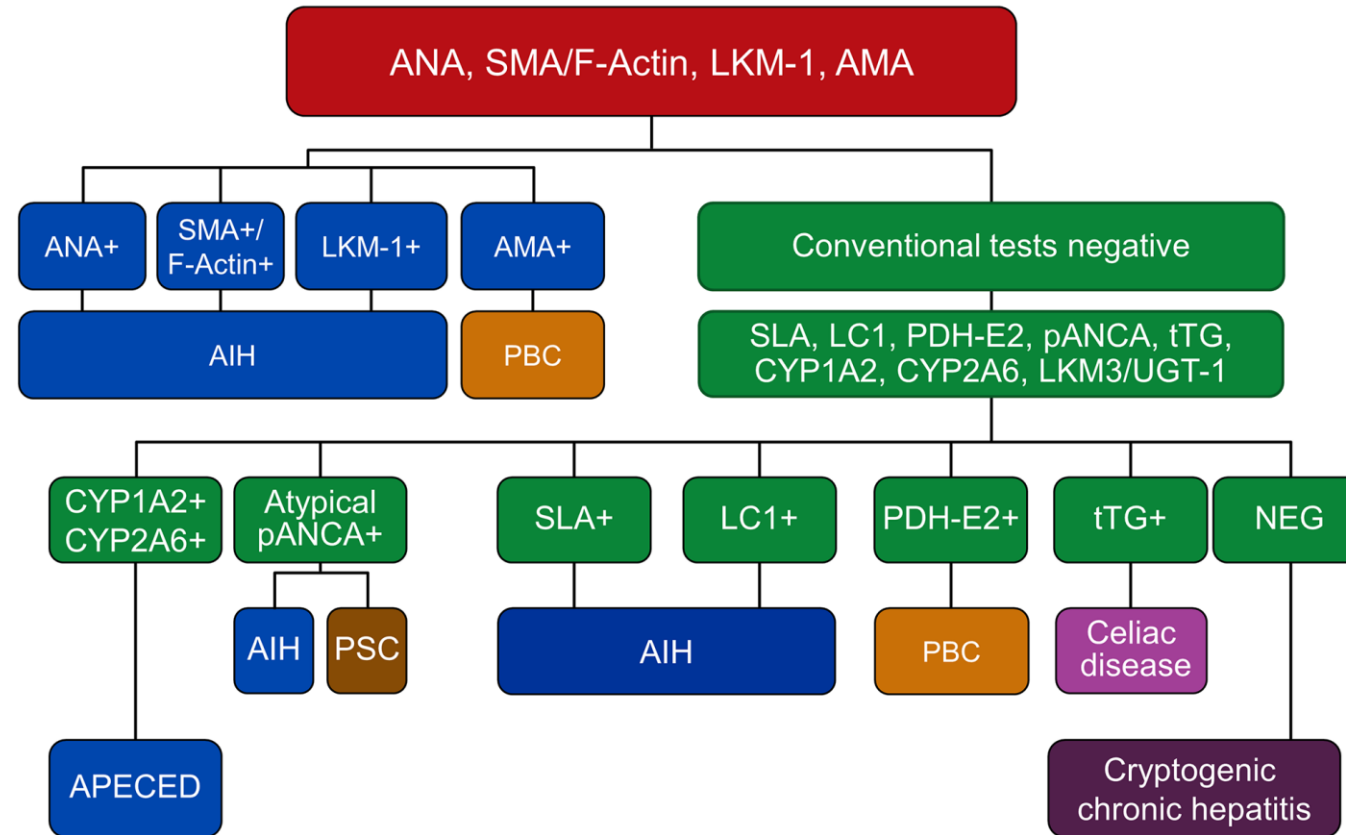 ANA, SMA/F-Actin, LKM-1, AMA
ANA+
SMA+/
F-Actin+
LKM-1+
AMA+
Conventional tests negative
AIH
PBC
SLA, LC1, PDH-E2, pANCA, tTG,
CYP1A2, CYP2A6, LKM3/UGT-1
CYP1A2+
CYP2A6+
Atypical
pANCA+
SLA+
LC1+
PDH-E2+
tTG+
NEG
AIH
PSC
AIH
PBC
Celiac
disease
APECED
Cryptogenic
chronic hepatitis